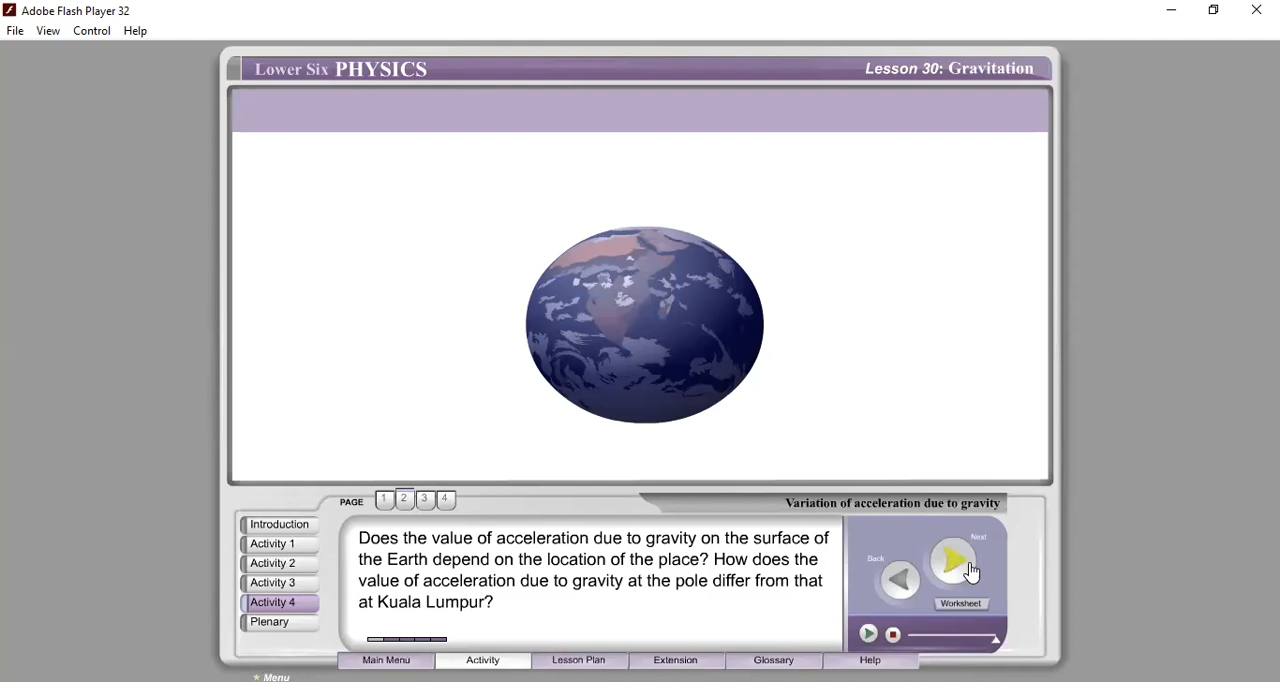 Adobe Flash Player 32
File View Control Help
Lower Six PHYSICS
Lesson 30: Gravitation
PAGE 1 2 3 4
Variation of acceleration due to gravity
Introduction
Activity 1
Activity 2
Activity 3
Activity 4
Plenary
Does the value of acceleration due to gravity on the surface of
the Earth depend on the location of the place? How does the
value of acceleration due to gravity at the pole differ from that
at Kuala Lumpur?
Next
Back
Worksheet
Main Menu Activity Lesson Plan Extension Glossary Help
Menu